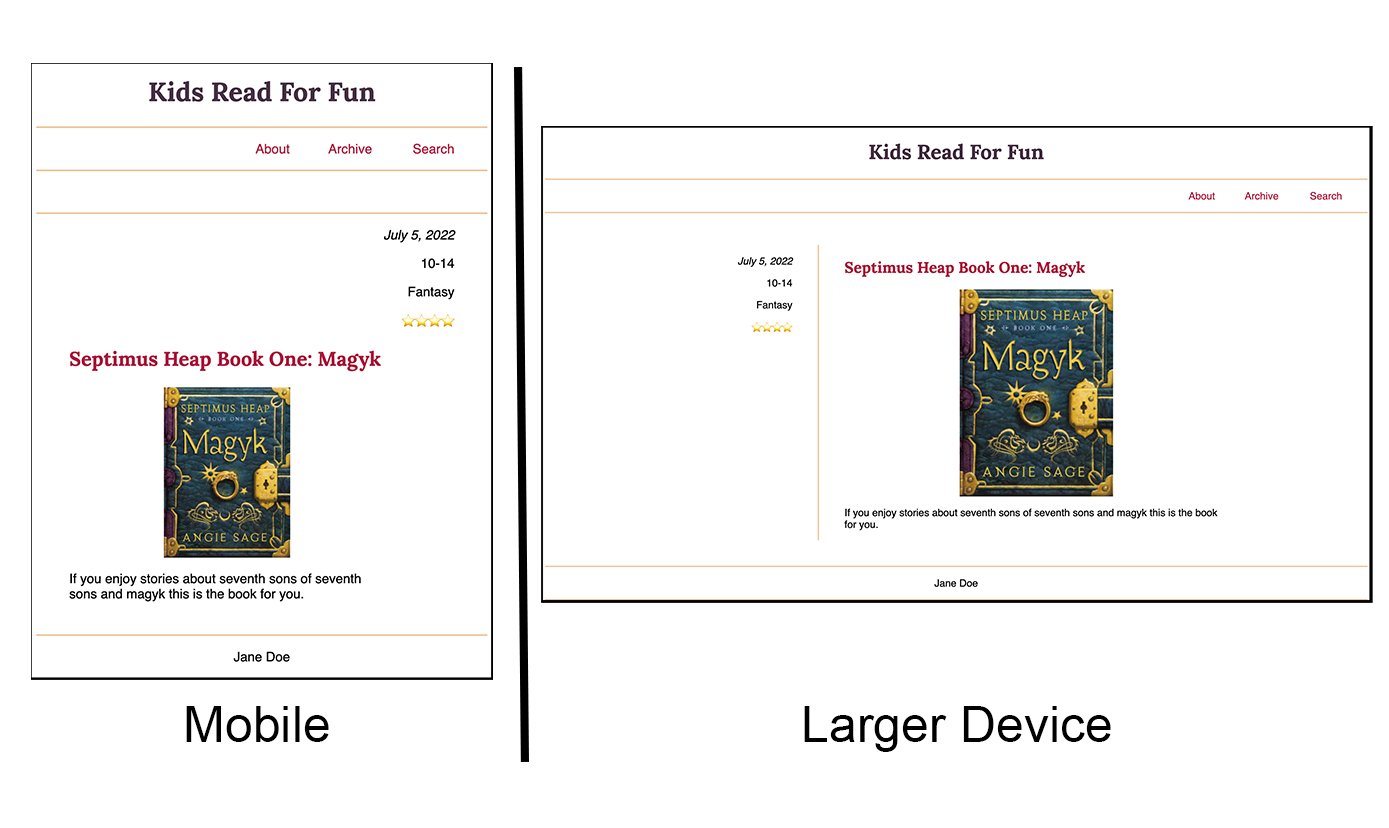 Kids Read For Fun
About Archive Search
July 5, 2022
10-14
Fantasy
Septimus Heap Book One: Magyk
SEPTIMUS HEAP
BOOK ONE
Magyk
ANGIE SAGE
If you enjoy stories about seventh sons of seventh
sons and magyk this is the book for you.
Jane Doe
Mobile
Kids Read For Fun
About Archive Search
July 5, 2022
10-14
Fantasy
Septimus Heap Book One: Magyk
SEPTIMUS HEAP
BOOK ONE
Magyk
ANGIE SAGE
If you enjoy stories about seventh sons of seventh sons and magyk this is the book
for you.
Jane Doe
Larger Device